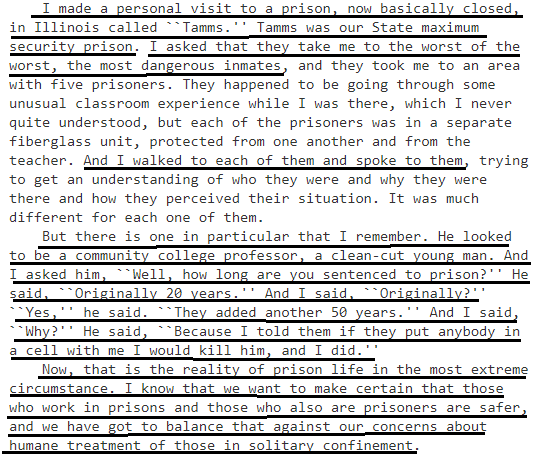 I made a personal visit to a prison, now basically closed,
in Illinois called ``Tamms.'' Tamms was our State maximum
security prison. I asked that they take me to the worst of the
worst, the most dangerous inmates, and they took me to an area
with five prisoners. They happened to be going through some
unusual classroom experience while I was there, which I never
quite understood, but each of the prisoners was in a separate
fiberglass unit, protected from one another and from the
teacher. And I walked to each of them and spoke to them, trying
to get an understanding of who they were and why they were
there and how they perceived their situation. It was much
different for each one of them.
    But there is one in particular that I remember. He looked
to be a community college professor, a clean-cut young man. And
I asked him, ``Well, how long are you sentenced to prison?'' He
said, ``Originally 20 years.'' And I said, ``Originally?''
``Yes,'' he said. ``They added another 50 years.'' And I said,
``Why?'' He said, ``Because I told them if they put anybody in
a cell with me I would kill him, and I did.''
    Now, that is the reality of prison life in the most extreme
circumstance. I know that we want to make certain that those
who work in prisons and those who also are prisoners are safer,
and we have got to balance that against our concerns about
humane treatment of those in solitary confinement.